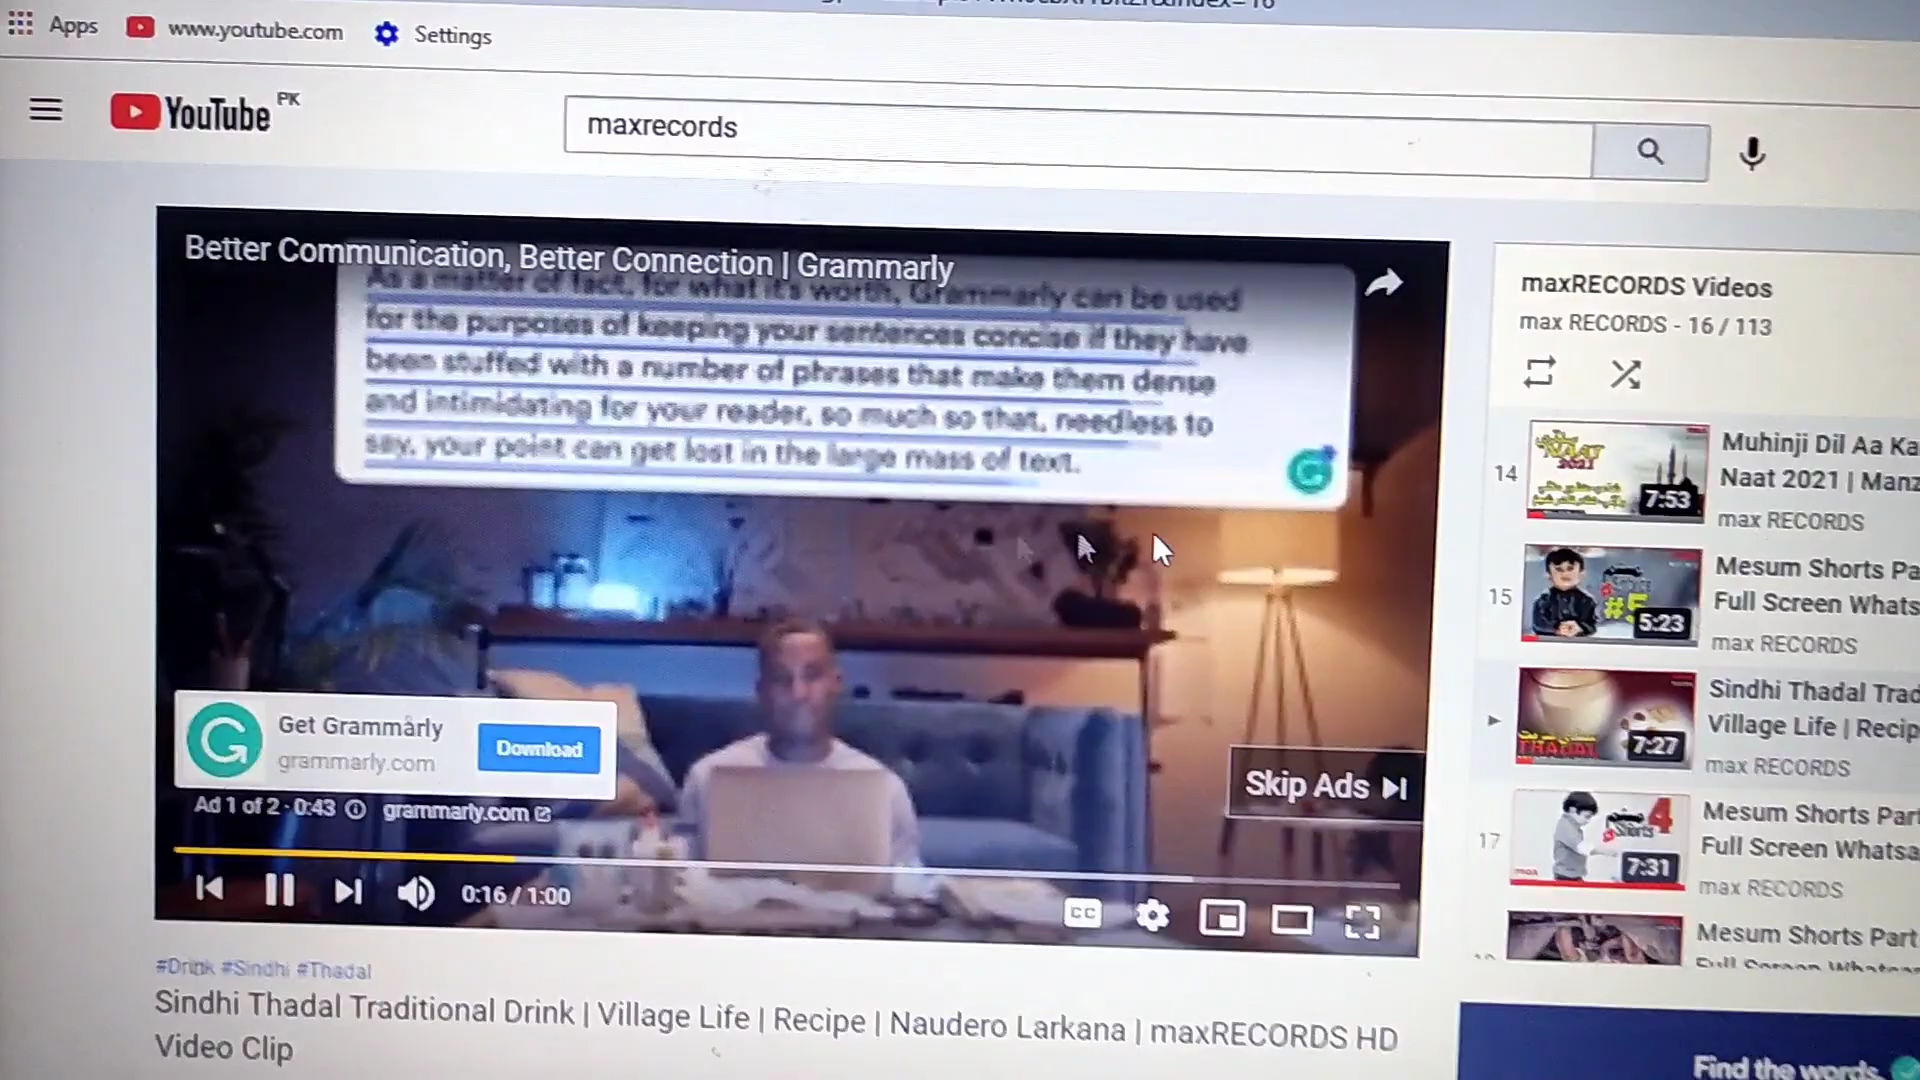 Apps
www.youtube.com
Settings
YouTube PK
maxrecords
Better Communication, Better Connection | Grammarly
As a matter of fact, for what it's worth, Grammarly can be used
for the purposes of keeping your sentences concise if they have
been stuffed with a number of phrases that make them dense
and intimidating for your reader, so much so that, needless to
say, your point can get lost in the large mass of text.
Get Grammarly
grammarly.com
Download
Ad 1 of 2 · 0:43
grammarly.com
Skip Ads
0:16 / 1:00
CC
#Drink #Sindhi #Thadal
Sindhi Thadal Traditional Drink | Village Life | Recipe | Naudero Larkana | maxRECORDS HD
Video Clip
maxRECORDS Videos
max RECORDS - 16 / 113
14
NAAT
2021
7:53
Muhinji Dil Aa Ka
Naat 2021 | Manz
max RECORDS
15
#5
5:23
Mesum Shorts Pa
Full Screen Whats
max RECORDS
THADAL
7:27
Sindhi Thadal Trad
Village Life | Recip
max RECORDS
17
4
Shorts
7:31
Mesum Shorts Part
Full Screen Whatsa
max RECORDS
Mesum Shorts Part
Full Screen Whatsap
Find the words.